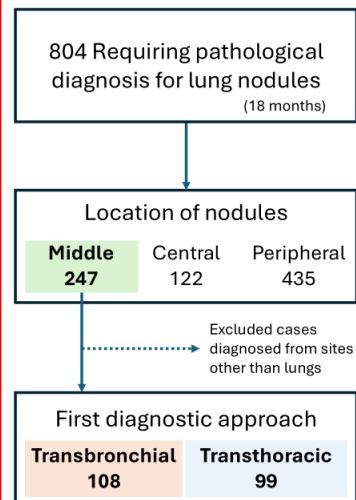 804 Requiring pathological
diagnosis for lung nodules
(18 months)
Location of nodules
Middle Central Peripheral
247 122 435
Excluded cases
diagnosed from sites
other than lungs
First diagnostic approach
Transbronchial Transthoracic
108 99